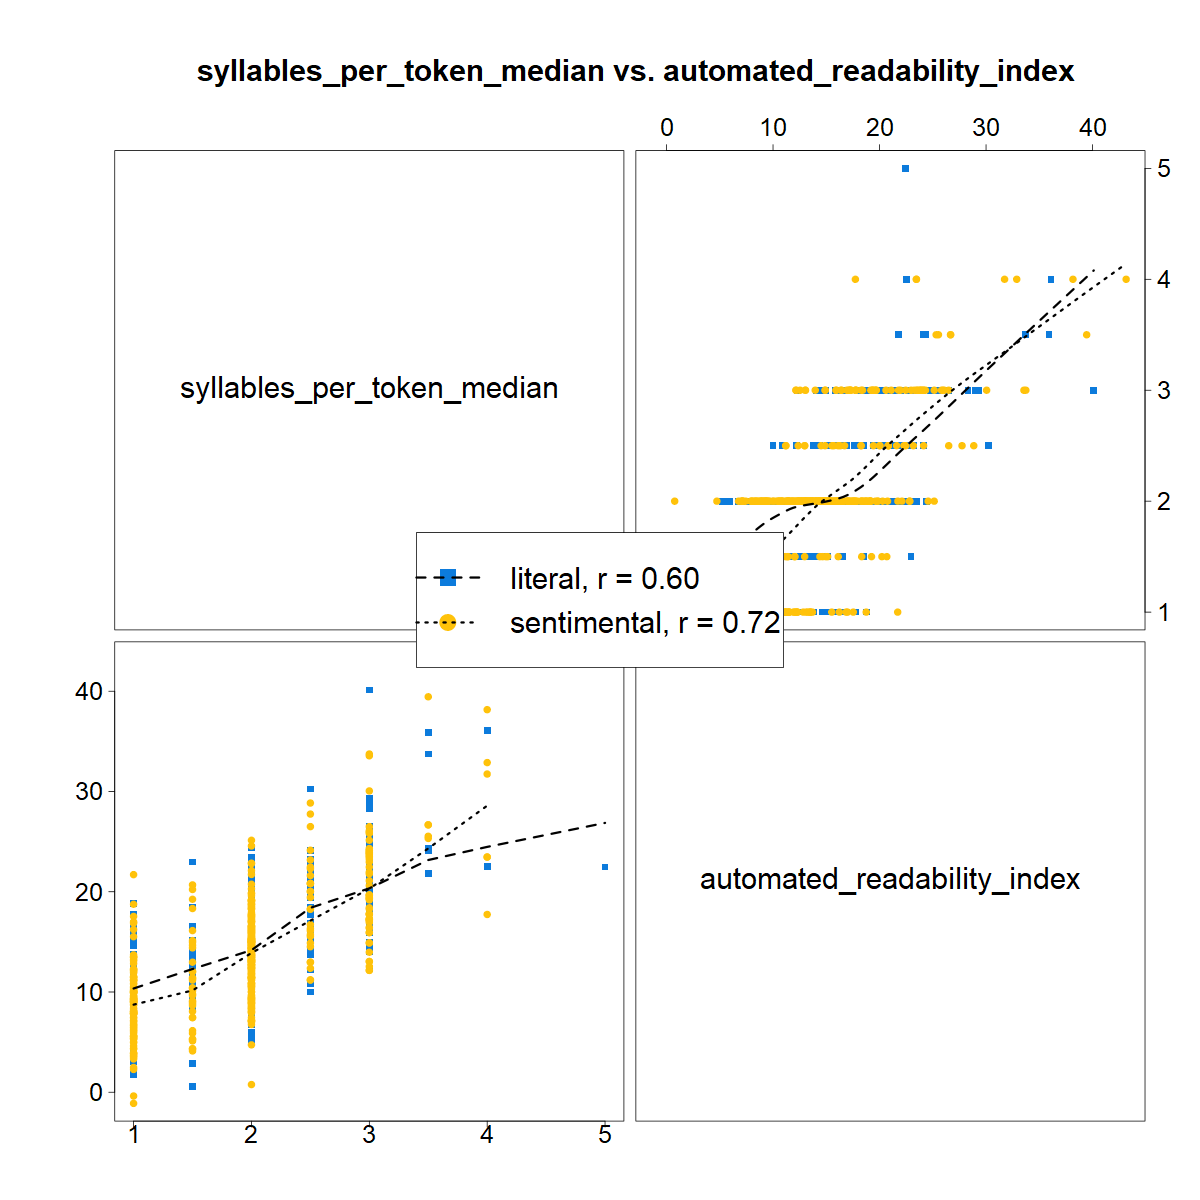 syllables_per_token_median vs. automated_readability_index
0 10 20 30 40
5
4
3
2
1
syllables_per_token_median
literal, r = 0.60
sentimental, r = 0.72
40
30
20
10
0
automated_readability_index
1 2 3 4 5